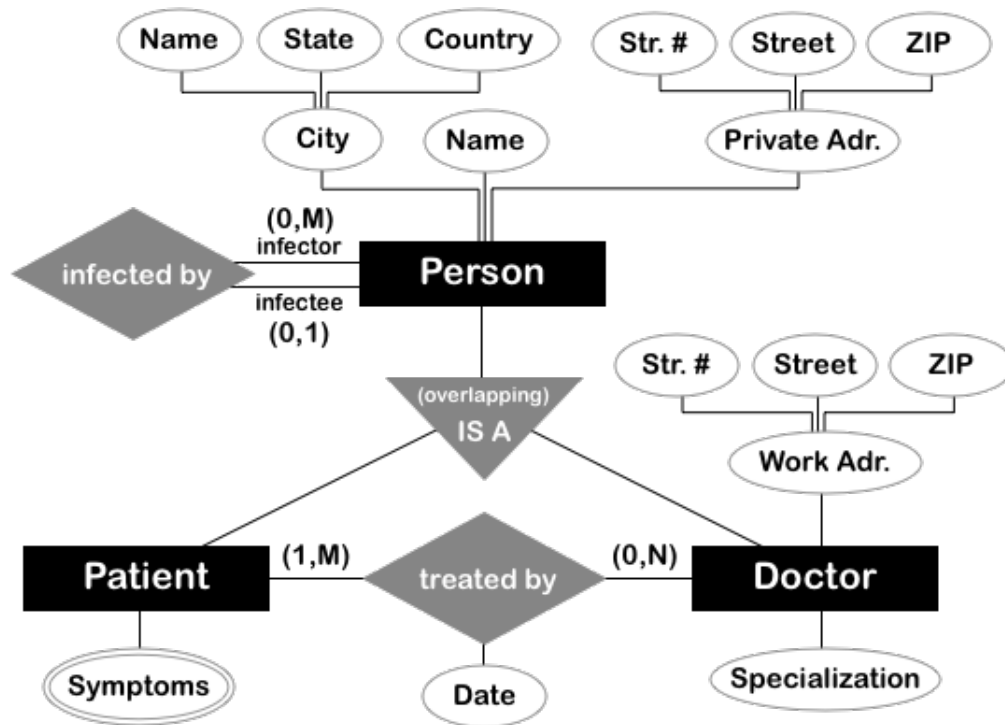 Name State Country Str. # Street ZIP
City Name Private Adr.
(0,M)
infector
infected by Person
infectee
(0,1)
Str. # Street ZIP
(overlapping)
IS A
Work Adr.
Patient (1,M) treated by (0,N) Doctor
Symptoms Date Specialization